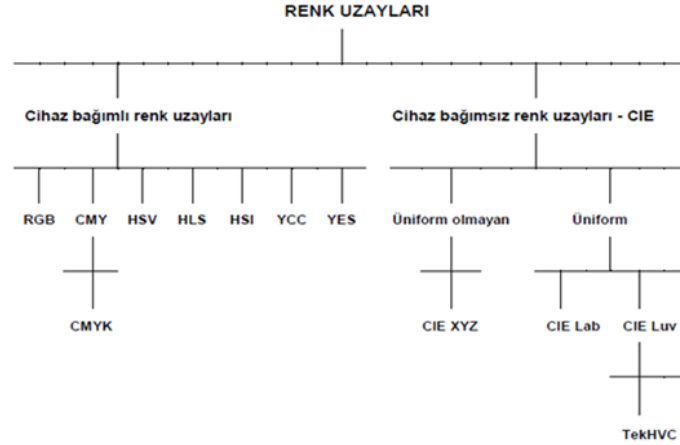 RENK UZAYLARI
Cihaz bağımlı renk uzayları
Cihaz bağımsız renk uzayları - CIE
RGB CMY HSV HLS HSI YCC YES
Üniform olmayan Üniform
CMYK
CIE XYZ
CIE Lab
CIE Luv
TekHVC